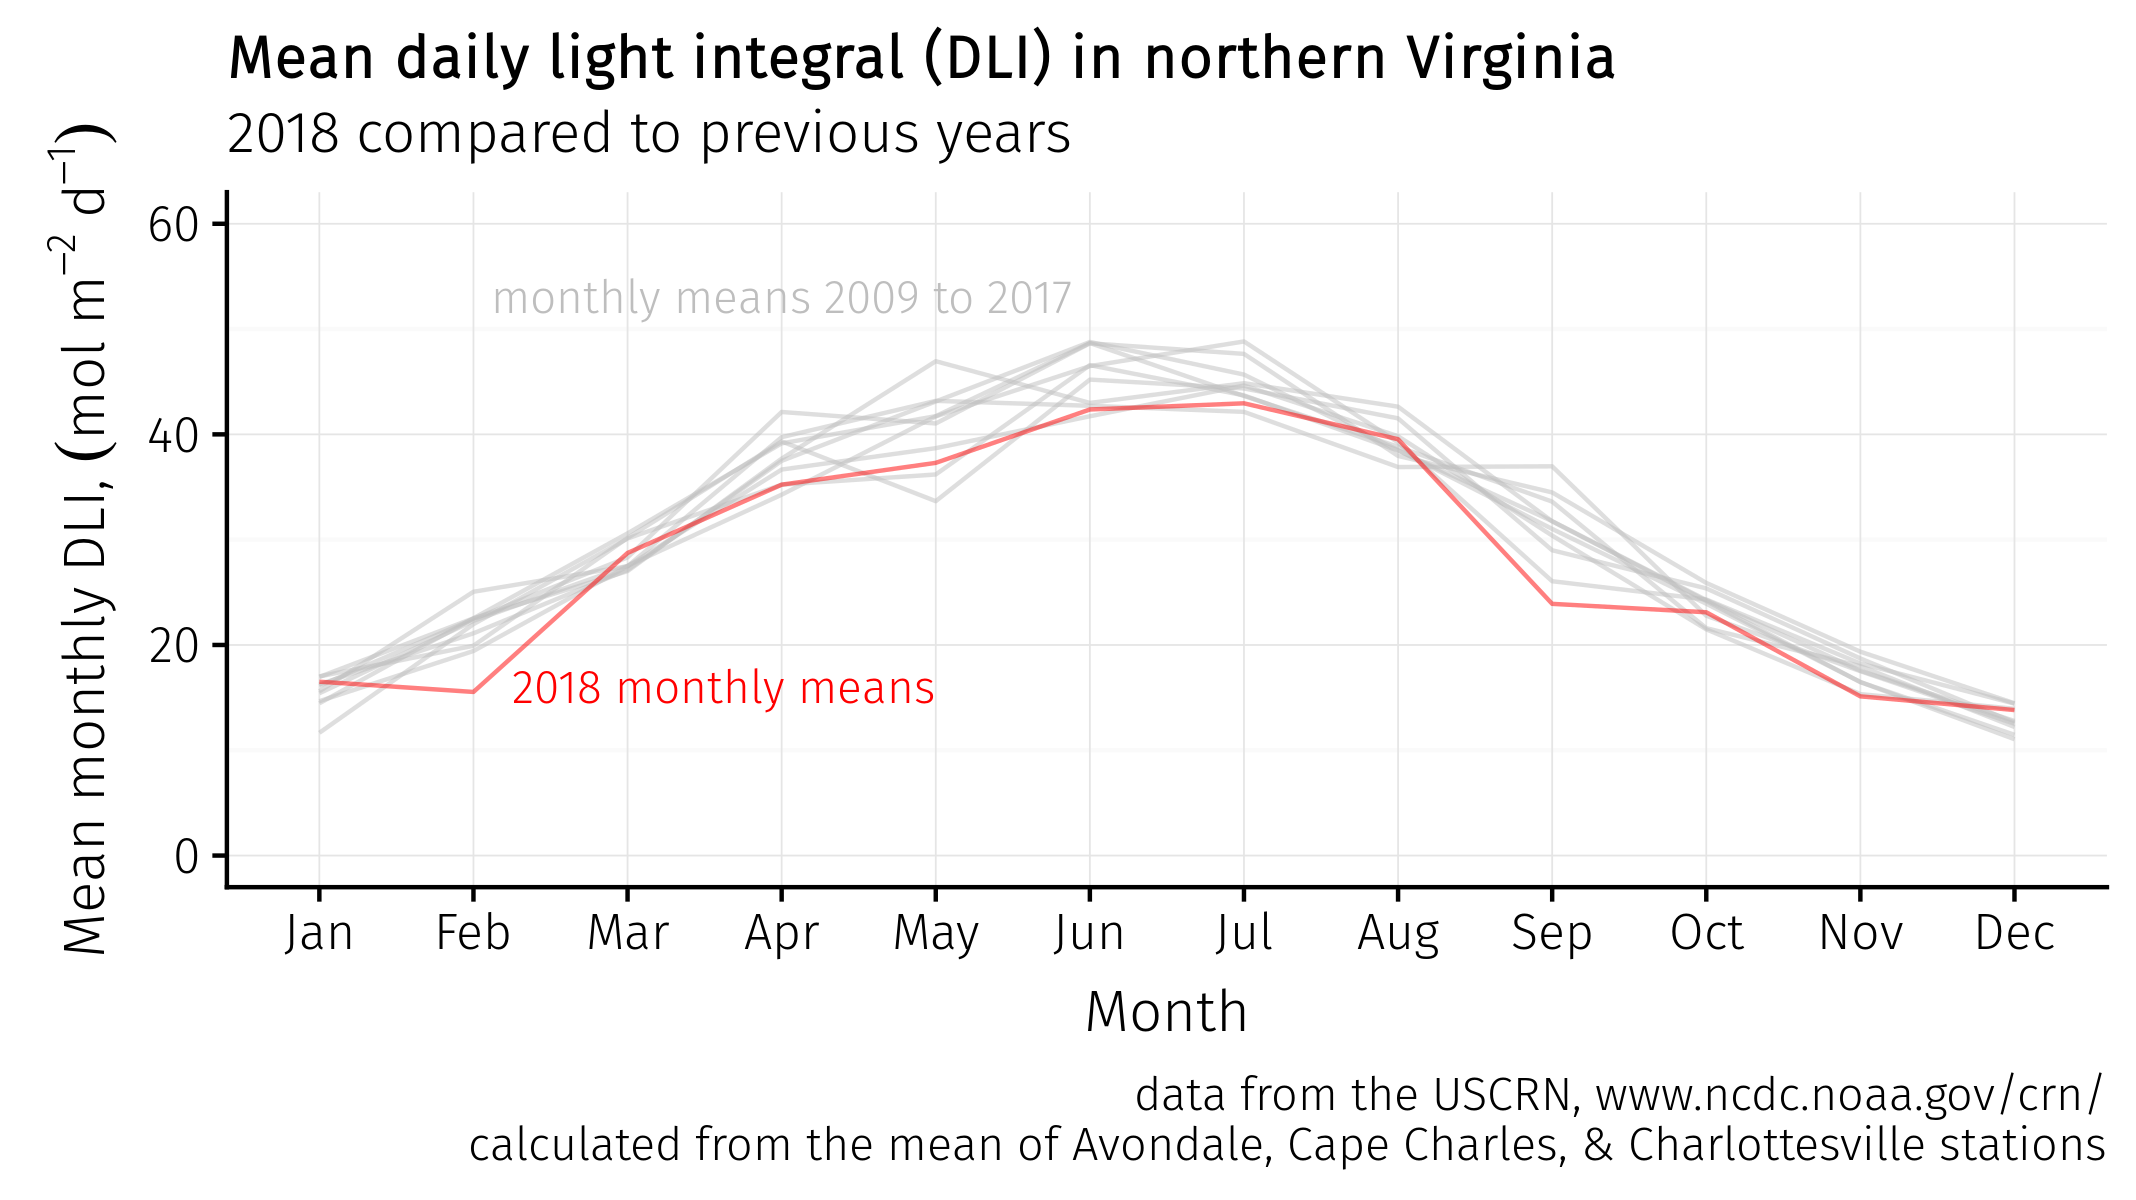 Mean daily light integral (DLI) in northern Virginia
2018 compared to previous years
Mean monthly DLI, (mol m⁻² d⁻¹)
60
40
20
0
monthly means 2009 to 2017
2018 monthly means
Jan Feb Mar Apr May Jun Jul Aug Sep Oct Nov Dec
Month
data from the USCRN, www.ncdc.noaa.gov/crn/
calculated from the mean of Avondale, Cape Charles, & Charlottesville stations